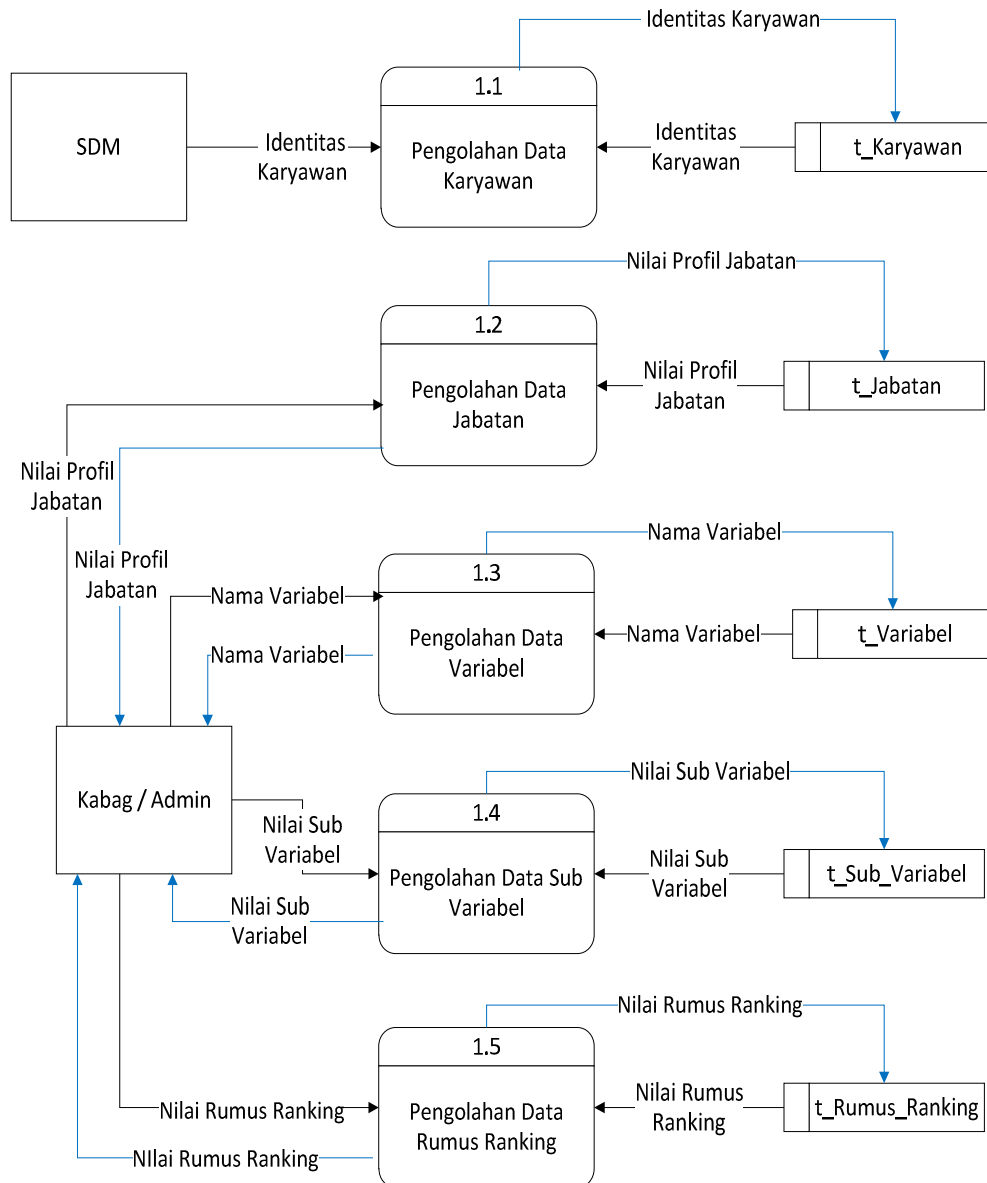 Identitas Karyawan
1.1
SDM
Identitas
Karyawan
Pengolahan Data
Karyawan
Identitas
Karyawan
t_Karyawan
Nilai Profil Jabatan
1.2
Pengolahan Data
Jabatan
Nilai Profil
Jabatan
t_Jabatan
Nilai Profil
Jabatan
Nilai Profil
Jabatan
Nama Variabel
1.3
Nama Variabel
Pengolahan Data
Variabel
Nama Variabel
t_Variabel
Nama Variabel
Kabag / Admin
Nilai Sub Variabel
1.4
Nilai Sub
Variabel
Pengolahan Data Sub
Variabel
Nilai Sub
Variabel
t_Sub_Variabel
Nilai Sub
Variabel
Nilai Rumus Ranking
1.5
Nilai Rumus Ranking
Pengolahan Data
Rumus Ranking
Nilai Rumus
Ranking
t_Rumus_Ranking
NIlai Rumus Ranking